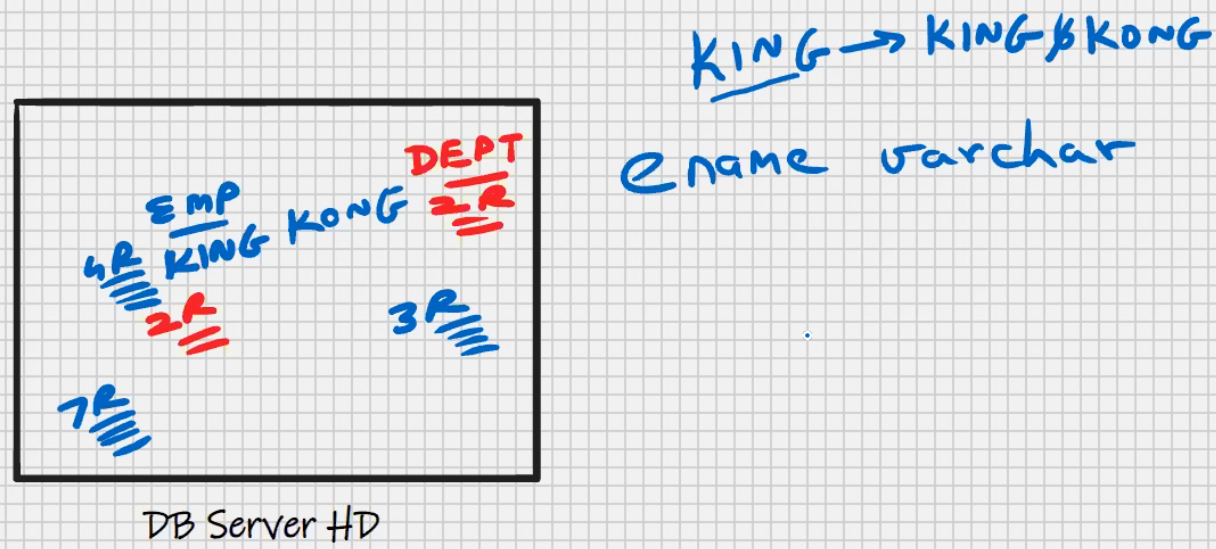 KING → KING KONG
ename varchar
DEPT
2R
EMP
KING KONG
4R
2R
3R
7R
DB Server HD